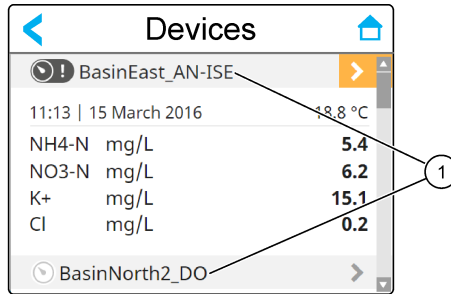 Devices
! BasinEast_AN-ISE
11:13 | 15 March 2016 18.8 °C
NH4-N mg/L 5.4
NO3-N mg/L 6.2
K+ mg/L 15.1
Cl mg/L 0.2
1
BasinNorth2_DO